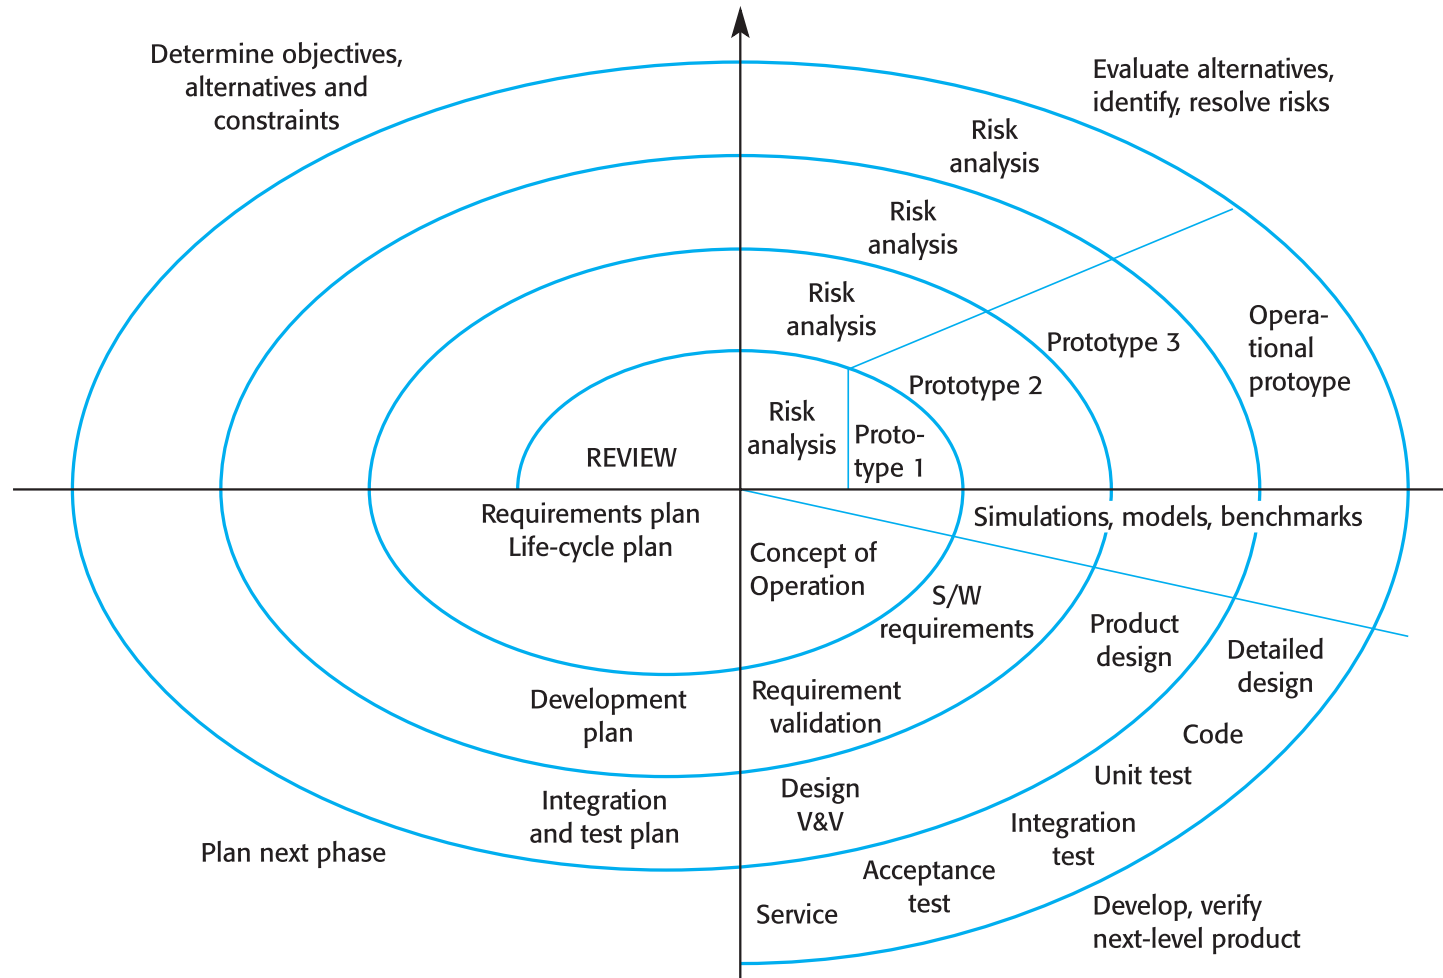 Determine objectives,
alternatives and
constraints
Evaluate alternatives,
identify, resolve risks
Risk
analysis
Risk
analysis
Risk
analysis
Risk
analysis
Proto-
type 1
Prototype 2
Prototype 3
Opera-
tional
protoype
REVIEW
Requirements plan
Life-cycle plan
Simulations, models, benchmarks
Concept of
Operation
S/W
requirements
Product
design
Detailed
design
Development
plan
Requirement
validation
Code
Unit test
Integration
and test plan
Design
V&V
Integration
test
Plan next phase
Acceptance
test
Service
Develop, verify
next-level product